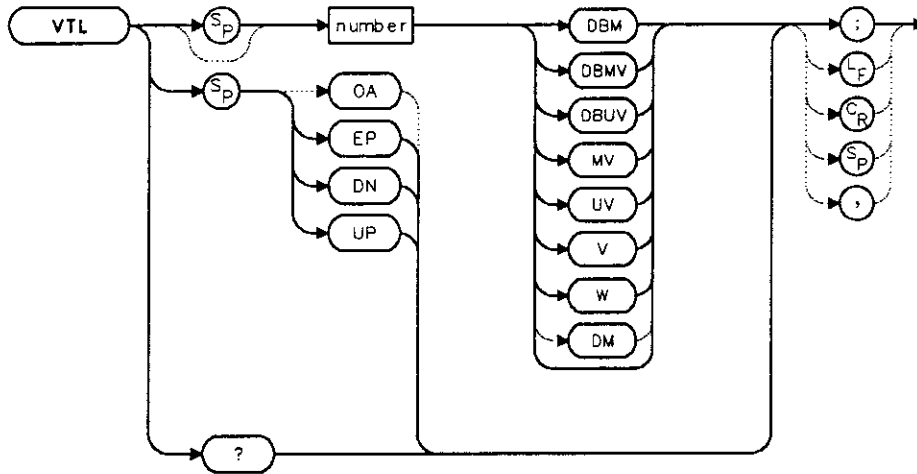 VTL
SP
number
DBM
;
DBMV
LF
SP
OA
DBUV
CR
EP
MV
SP
DN
UV
,
UP
V
W
DM
?